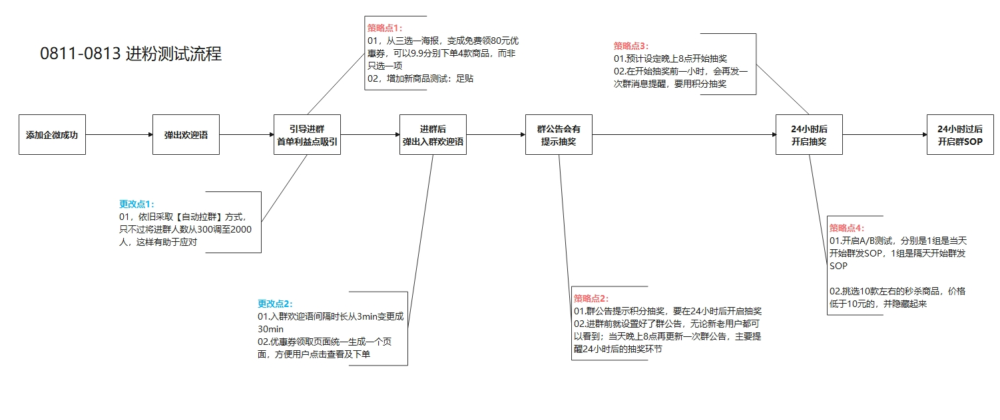 0811-0813 进粉测试流程
策略点1：
01，从三选一海报，变成免费领80元优
惠券，可以9.9分别下单4款商品，而非
只选一项
02，增加新商品测试：足贴
策略点3：
01.预计设定晚上8点开始抽奖
02.在开始抽奖前一小时，会再发一
次群消息提醒，要用积分抽奖
添加企微成功
弹出欢迎语
引导进群
首单利益点吸引
进群后
弹出入群欢迎语
群公告会有
提示抽奖
24小时后
开启抽奖
24小时过后
开启群SOP
更改点1：
01，依旧采取【自动拉群】方式，
只不过将进群人数从300调至2000
人，这样有助于应对
更改点2：
01.入群欢迎语间隔时长从3min变更成
30min
02.优惠券领取页面统一生成一个页
面，方便用户点击查看及下单
策略点2：
01.群公告提示积分抽奖，要在24小时后开启抽奖
02.进群前就设置好了群公告，无论新老用户都可
以看到；当天晚上8点再更新一次群公告，主要提
醒24小时后的抽奖环节
策略点4：
01.开启A/B测试，分别是1组是当天
开始群发SOP，1组是隔天开始群发
SOP
02.挑选10款左右的秒杀商品，价格
低于10元的，并隐藏起来